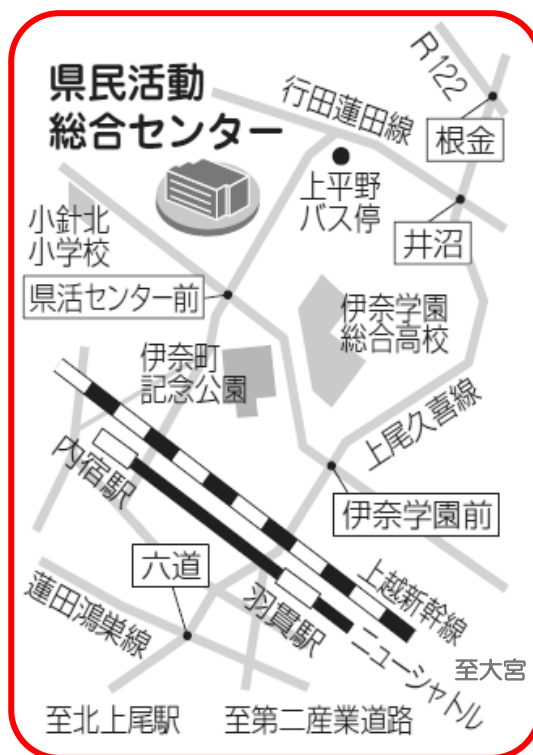 県民活動
総合センター
R122
行田蓮田線
根金
上平野
バス停
井沼
小針北
小学校
県活センター前
伊奈学園
総合高校
伊奈町
記念公園
上尾久喜線
内宿駅
伊奈学園前
六道
上越新幹線
羽貫駅
蓮田鴻巣線
ニューシャトル
至大宮
至北上尾駅
至第二産業道路